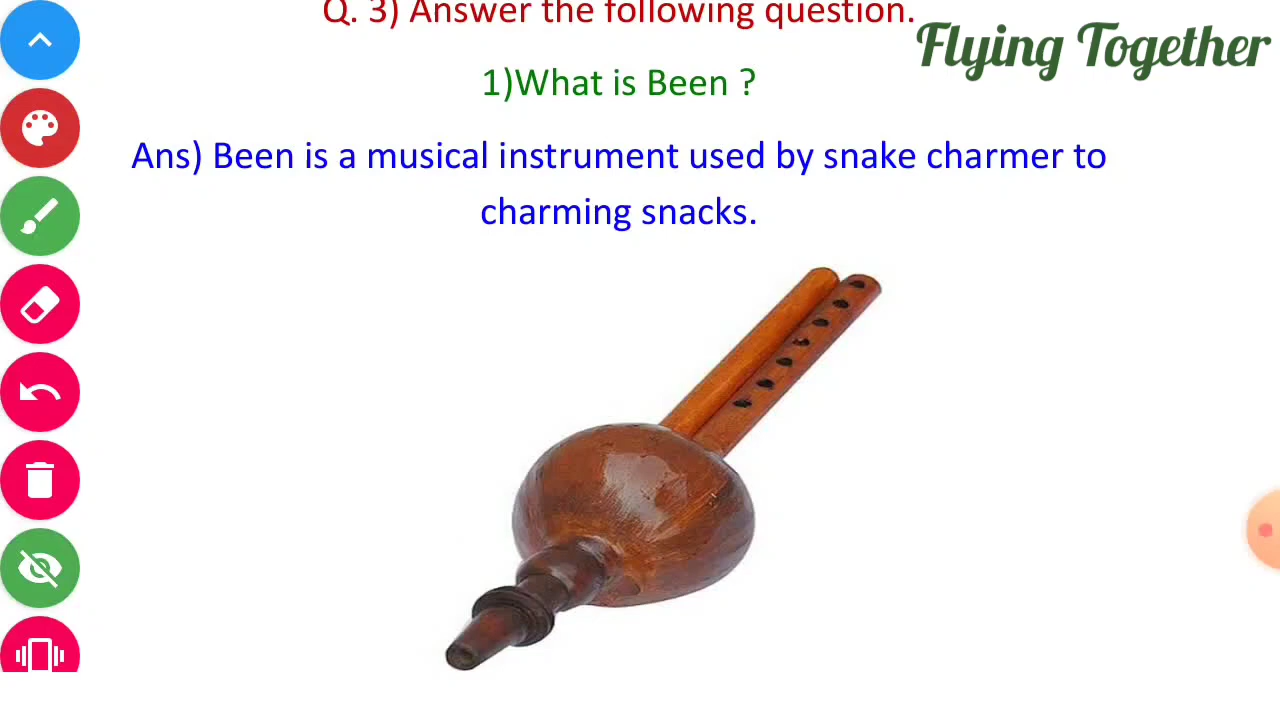 Q. 3) Answer the following question.
Flying Together
1)What is Been ?
Ans) Been is a musical instrument used by snake charmer to
charming snacks.